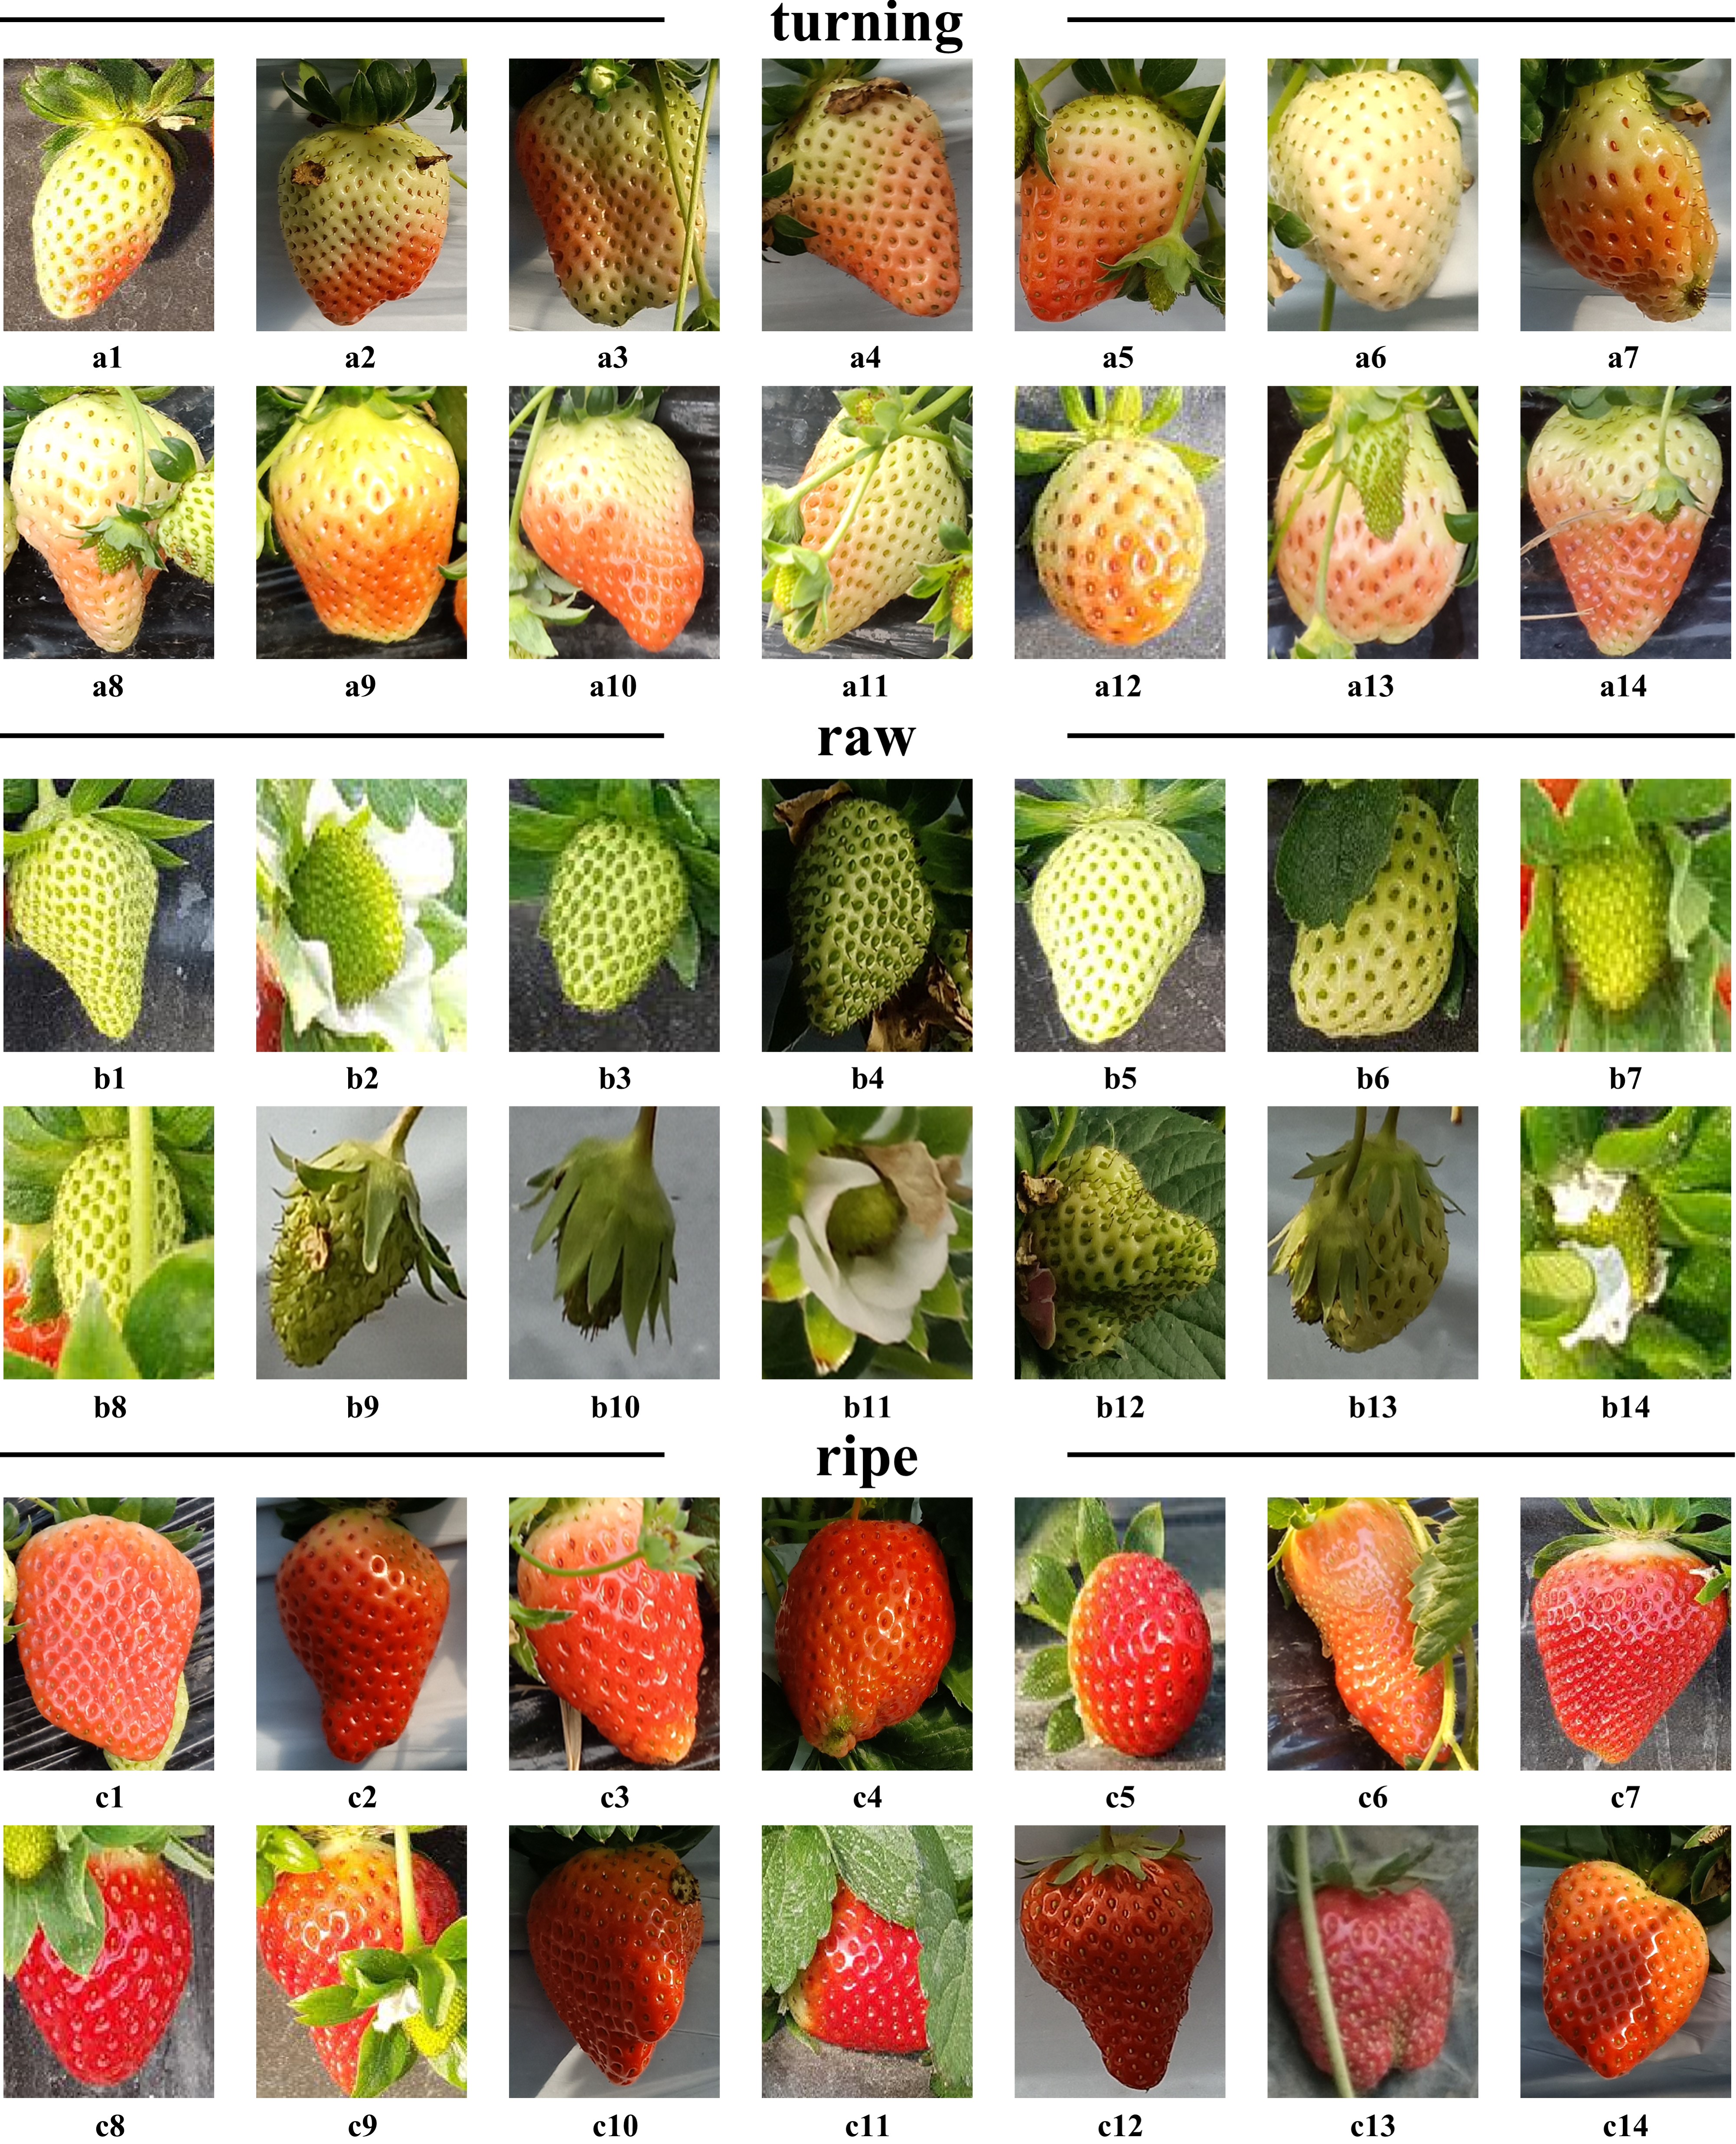 turning
a1 a2 a3 a4 a5 a6 a7
a8 a9 a10 a11 a12 a13 a14
raw
b1 b2 b3 b4 b5 b6 b7
b8 b9 b10 b11 b12 b13 b14
ripe
c1 c2 c3 c4 c5 c6 c7
c8 c9 c10 c11 c12 c13 c14